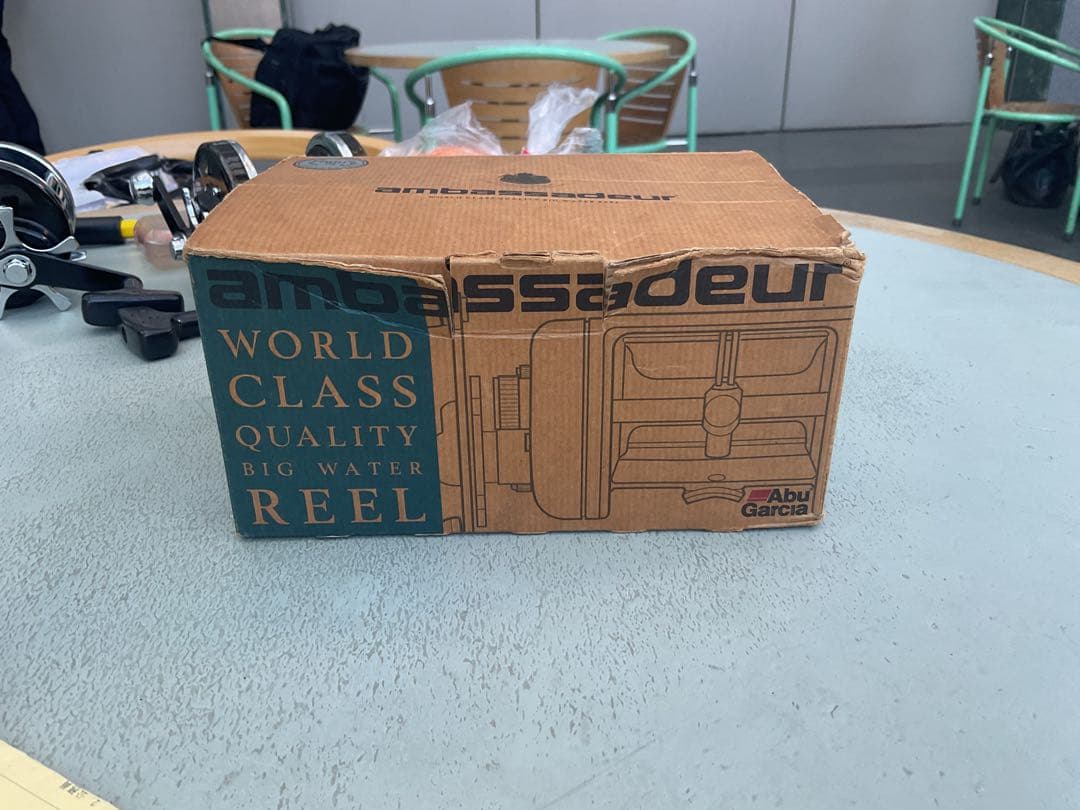 ambassadeur
ambassadeur
WORLD
CLASS
QUALITY
BIG WATER
REEL
Abu
Garcia